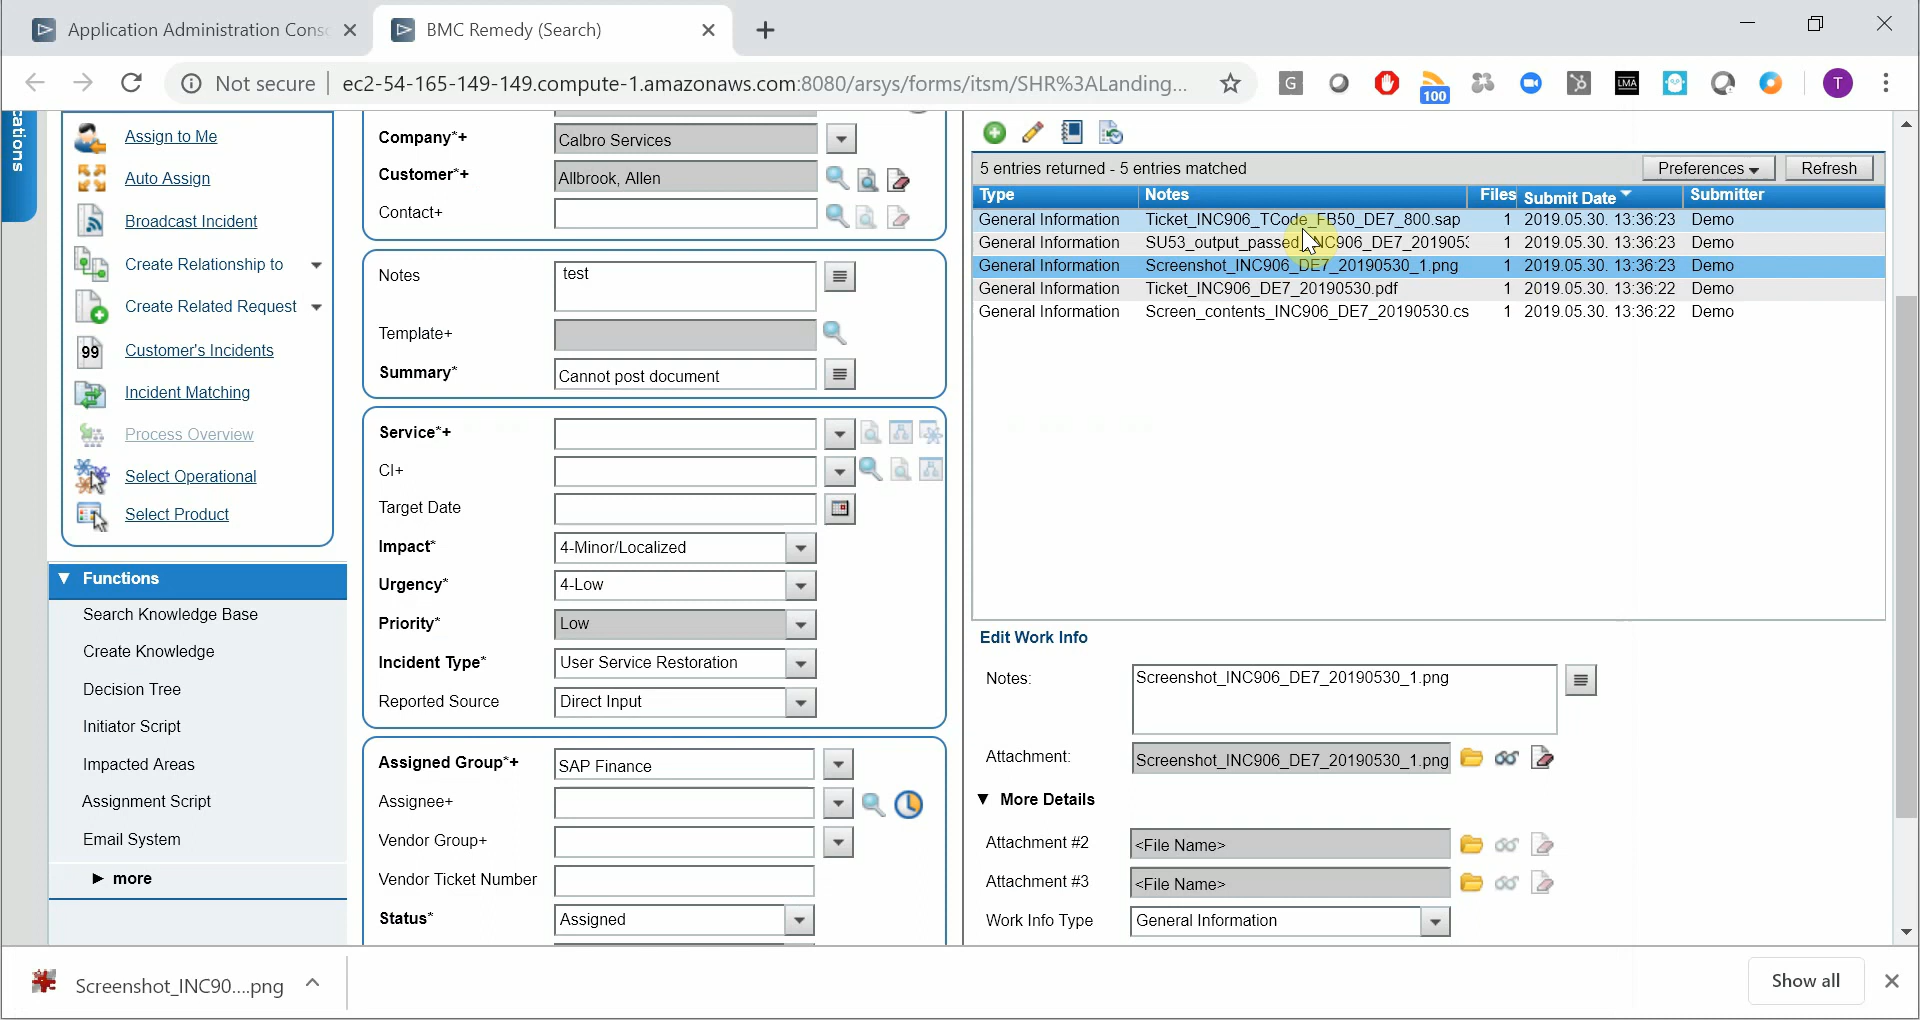 Application Administration Cons
BMC Remedy (Search)
Not secure
ec2-54-165-149-149.compute-1.amazonaws.com:8080/arsys/forms/itsm/SHR%3ALanding...
G
100
LMA
T
cations
Assign to Me
Auto Assign
Broadcast Incident
Create Relationship to
Create Related Request
99
Customer's Incidents
Incident Matching
Process Overview
Select Operational
Select Product
Functions
Search Knowledge Base
Create Knowledge
Decision Tree
Initiator Script
Impacted Areas
Assignment Script
Email System
more
Company*+
Calbro Services
Customer*+
Allbrook, Allen
Contact+
Notes
test
Template+
Summary*
Cannot post document
Service*+
CI+
Target Date
Impact*
4-Minor/Localized
Urgency*
4-Low
Priority*
Low
Incident Type*
User Service Restoration
Reported Source
Direct Input
Assigned Group*+
SAP Finance
Assignee+
Vendor Group+
Vendor Ticket Number
Status*
Assigned
5 entries returned - 5 entries matched
Preferences
Refresh
Type Notes Files Submit Date Submitter
General Information Ticket_INC906_TCode_FB50_DE7_800.sap 1 2019.05.30. 13:36:23 Demo
General Information SU53_output_passed_INC906_DE7_201905 1 2019.05.30. 13:36:23 Demo
General Information Screenshot_INC906_DE7_20190530_1.png 1 2019.05.30. 13:36:23 Demo
General Information Ticket_INC906_DE7_20190530.pdf 1 2019.05.30. 13:36:22 Demo
General Information Screen_contents_INC906_DE7_20190530.cs 1 2019.05.30. 13:36:22 Demo
Edit Work Info
Notes:
Screenshot_INC906_DE7_20190530_1.png
Attachment:
Screenshot_INC906_DE7_20190530_1.png
More Details
Attachment #2
<File Name>
Attachment #3
<File Name>
Work Info Type
General Information
Screenshot_INC90....png
Show all